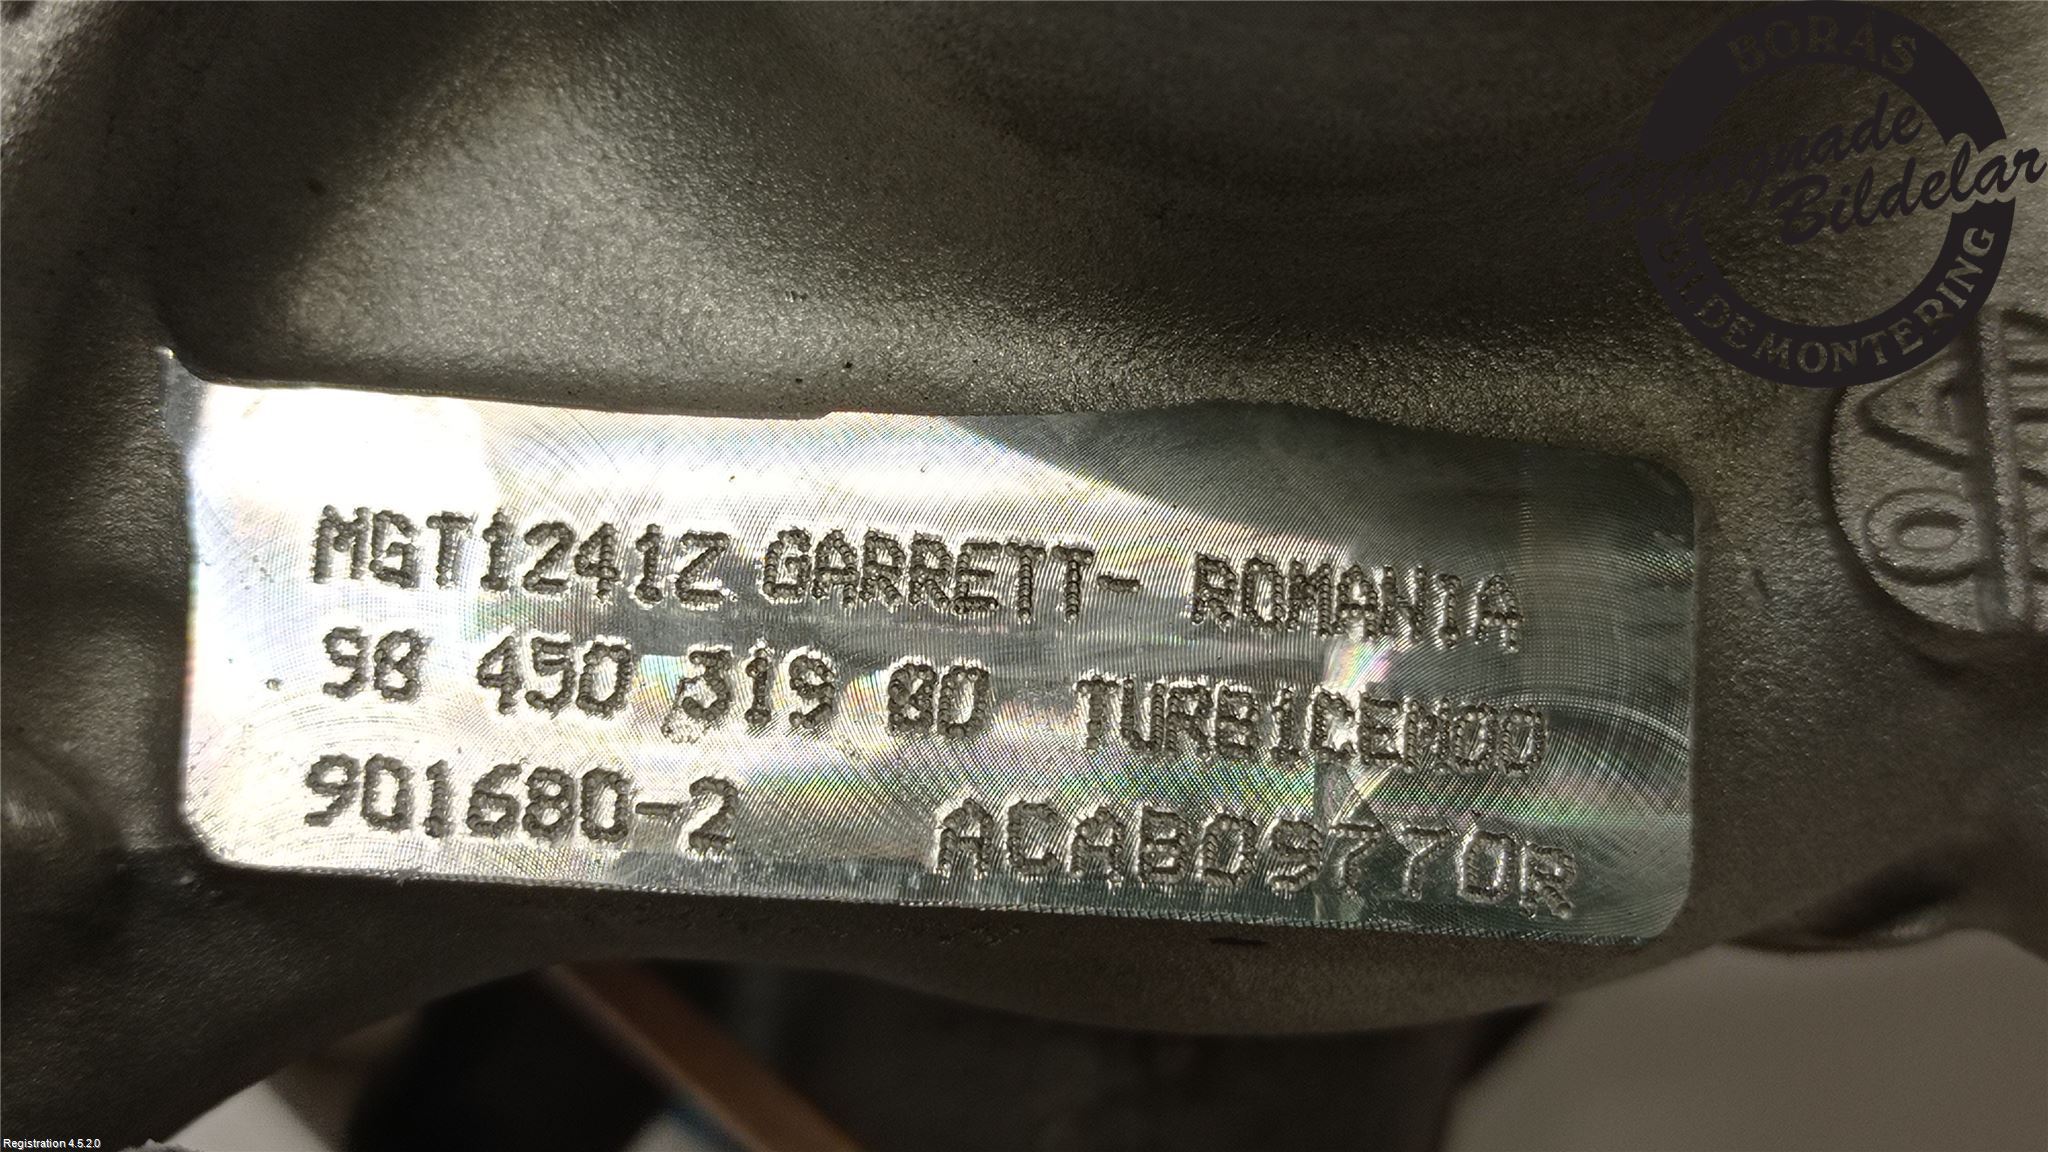 BORÅS
Begagnade
Bildelar
BILDEMONTERING
MGT1241Z GARRETT- ROMANIA
98 450 319 80 TURB1CEMOD
901680-2 ACAB09770R
Registration 4.5.2.0